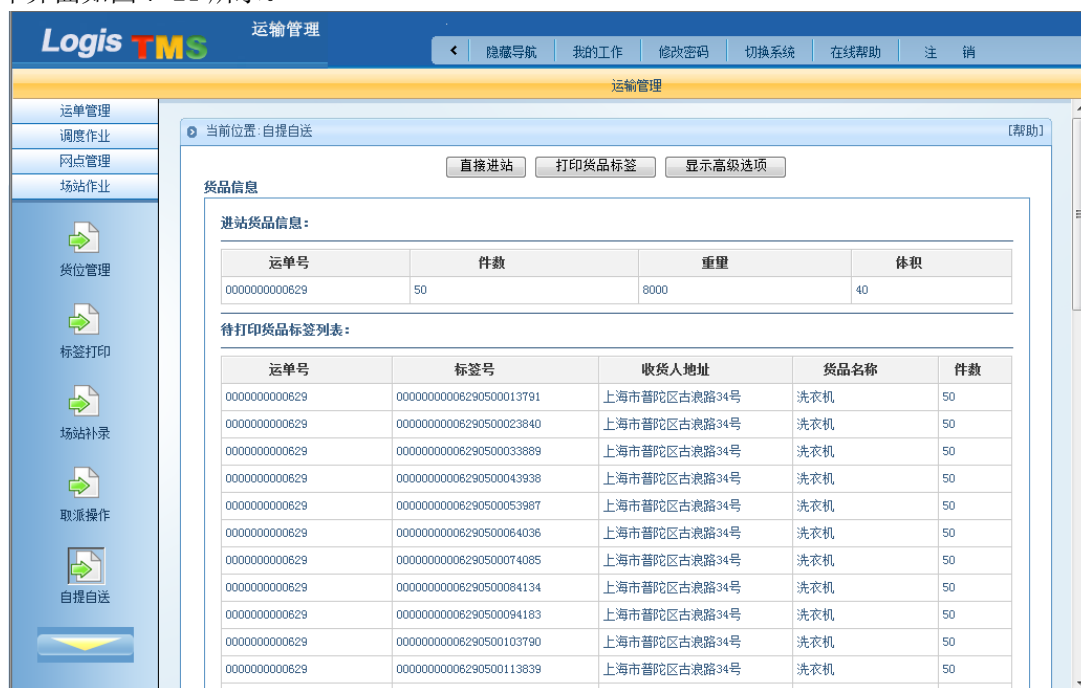 Logis TMS 运输管理
隐藏导航 我的工作 修改密码 切换系统 在线帮助 注 销
运输管理
运单管理
调度作业
网点管理
场站作业
货位管理
标签打印
场站补录
取派操作
自提自送
当前位置:自提自送 [帮助]
直接进站 打印货品标签 显示高级选项
货品信息
进站货品信息:
运单号 件数 重量 体积
0000000000629 50 8000 40
待打印货品标签列表:
运单号 标签号 收货人地址 货品名称 件数
0000000000629 00000000006290500013791 上海市普陀区古浪路34号 洗衣机 50
0000000000629 00000000006290500023840 上海市普陀区古浪路34号 洗衣机 50
0000000000629 00000000006290500033889 上海市普陀区古浪路34号 洗衣机 50
0000000000629 00000000006290500043938 上海市普陀区古浪路34号 洗衣机 50
0000000000629 00000000006290500053987 上海市普陀区古浪路34号 洗衣机 50
0000000000629 00000000006290500064036 上海市普陀区古浪路34号 洗衣机 50
0000000000629 00000000006290500074085 上海市普陀区古浪路34号 洗衣机 50
0000000000629 00000000006290500084134 上海市普陀区古浪路34号 洗衣机 50
0000000000629 00000000006290500094183 上海市普陀区古浪路34号 洗衣机 50
0000000000629 00000000006290500103790 上海市普陀区古浪路34号 洗衣机 50
0000000000629 00000000006290500113839 上海市普陀区古浪路34号 洗衣机 50